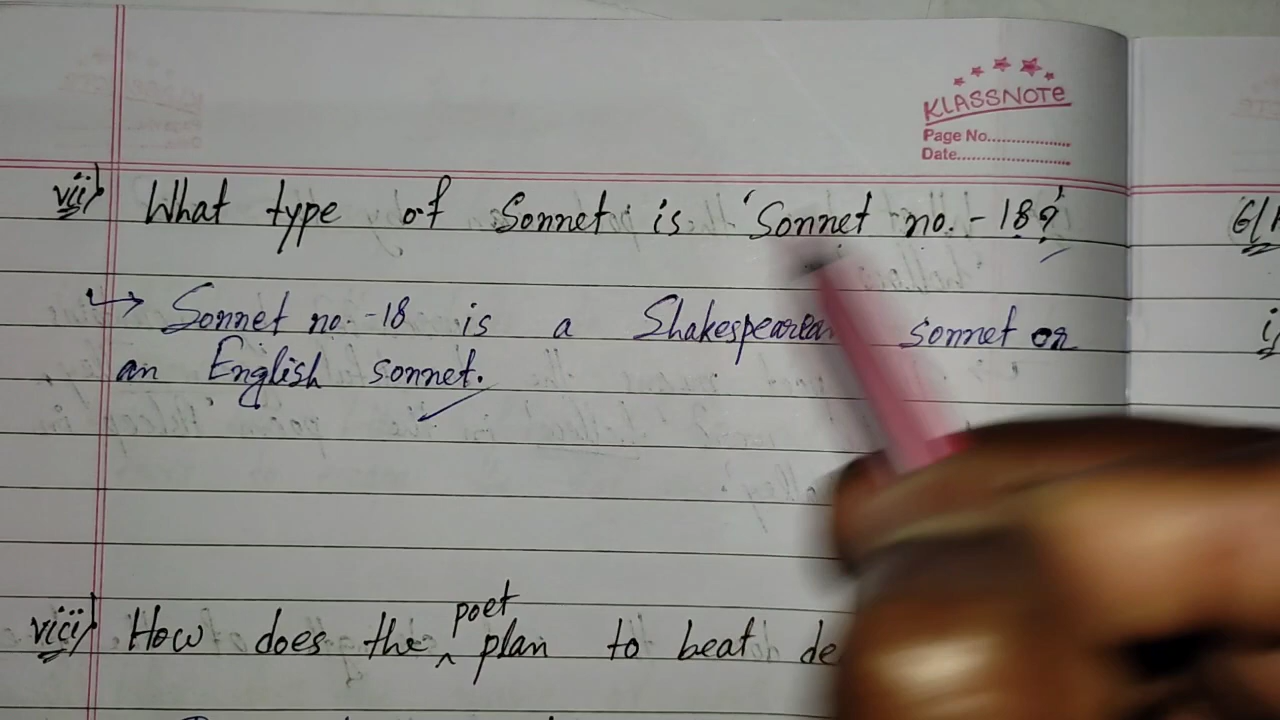 KLASSNOTE
Page No..................
Date.......................
vii) What type of Sonnet is 'Sonnet no. - 18?'
↳ Sonnet no. - 18 is a Shakespearean sonnet or
an English sonnet.
viii) How does the ^ poet plan to beat